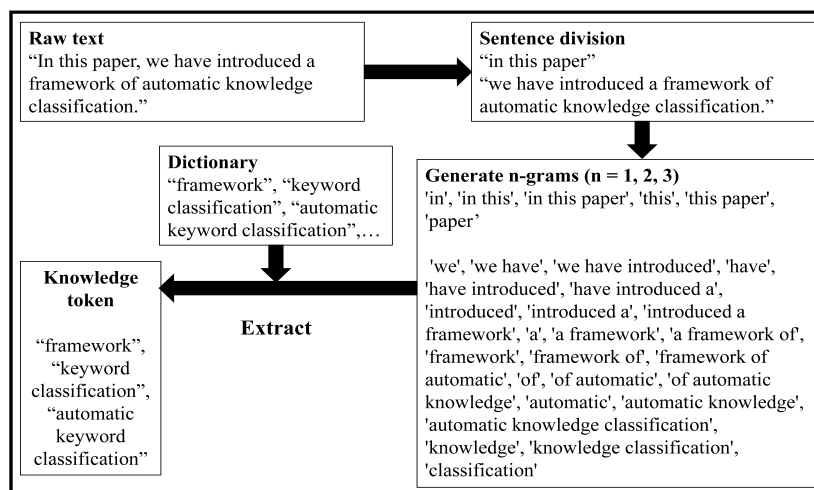 Raw text
“In this paper, we have introduced a
framework of automatic knowledge
classification.”
Sentence division
“in this paper”
“we have introduced a framework of
automatic knowledge classification.”
Dictionary
“framework”, “keyword
classification”, “automatic
keyword classification”,…
Generate n-grams (n = 1, 2, 3)
'in', 'in this', 'in this paper', 'this', 'this paper',
'paper’
'we', 'we have', 'we have introduced', 'have',
'have introduced', 'have introduced a',
'introduced', 'introduced a', 'introduced a
framework', 'a', 'a framework', 'a framework of',
'framework', 'framework of', 'framework of
automatic', 'of', 'of automatic', 'of automatic
knowledge', 'automatic', 'automatic knowledge',
'automatic knowledge classification',
'knowledge', 'knowledge classification',
'classification'
Extract
Knowledge
token
“framework”,
“keyword
classification”,
“automatic
keyword
classification”